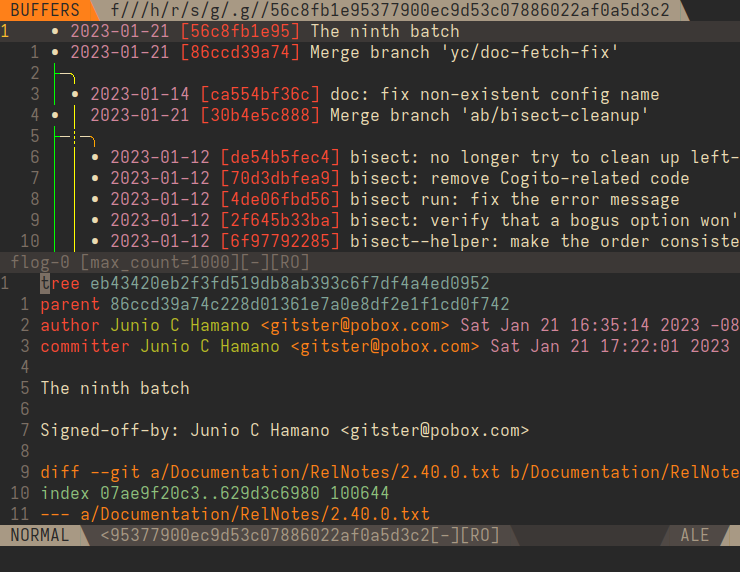 BUFFERS f///h/r/s/g/.g//56c8fb1e95377900ec9d53c07886022af0a5d3c2
1 • 2023-01-21 [56c8fb1e95] The ninth batch
1 • 2023-01-21 [86ccd39a74] Merge branch 'yc/doc-fetch-fix'
2
3 • 2023-01-14 [ca554bf36c] doc: fix non-existent config name
4 • 2023-01-21 [30b4e5c888] Merge branch 'ab/bisect-cleanup'
5
6 • 2023-01-12 [de54b5fec4] bisect: no longer try to clean up left-
7 • 2023-01-12 [70d3dbfea9] bisect: remove Cogito-related code
8 • 2023-01-12 [4de06fbd56] bisect run: fix the error message
9 • 2023-01-12 [2f645b33ba] bisect: verify that a bogus option won'
10 • 2023-01-12 [6f97792285] bisect--helper: make the order consiste
flog-0 [max_count=1000][-][RO]
1 tree eb43420eb2f3fd519db8ab393c6f7df4a4ed0952
1 parent 86ccd39a74c228d01361e7a0e8df2e1f1cd0f742
2 author Junio C Hamano <gitster@pobox.com> Sat Jan 21 16:35:14 2023 -08
3 committer Junio C Hamano <gitster@pobox.com> Sat Jan 21 17:22:01 2023
4
5 The ninth batch
6
7 Signed-off-by: Junio C Hamano <gitster@pobox.com>
8
9 diff --git a/Documentation/RelNotes/2.40.0.txt b/Documentation/RelNote
10 index 07ae9f20c3..629d3c6980 100644
11 --- a/Documentation/RelNotes/2.40.0.txt
NORMAL <95377900ec9d53c07886022af0a5d3c2[-][RO] ALE